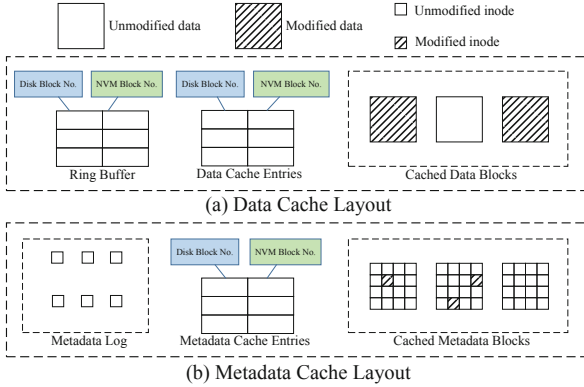 Unmodified data
Modified data
Unmodified inode
Modified inode
Disk Block No.
NVM Block No.
Disk Block No.
NVM Block No.
Ring Buffer
Data Cache Entries
Cached Data Blocks
(a) Data Cache Layout
Disk Block No.
NVM Block No.
Metadata Log
Metadata Cache Entries
Cached Metadata Blocks
(b) Metadata Cache Layout